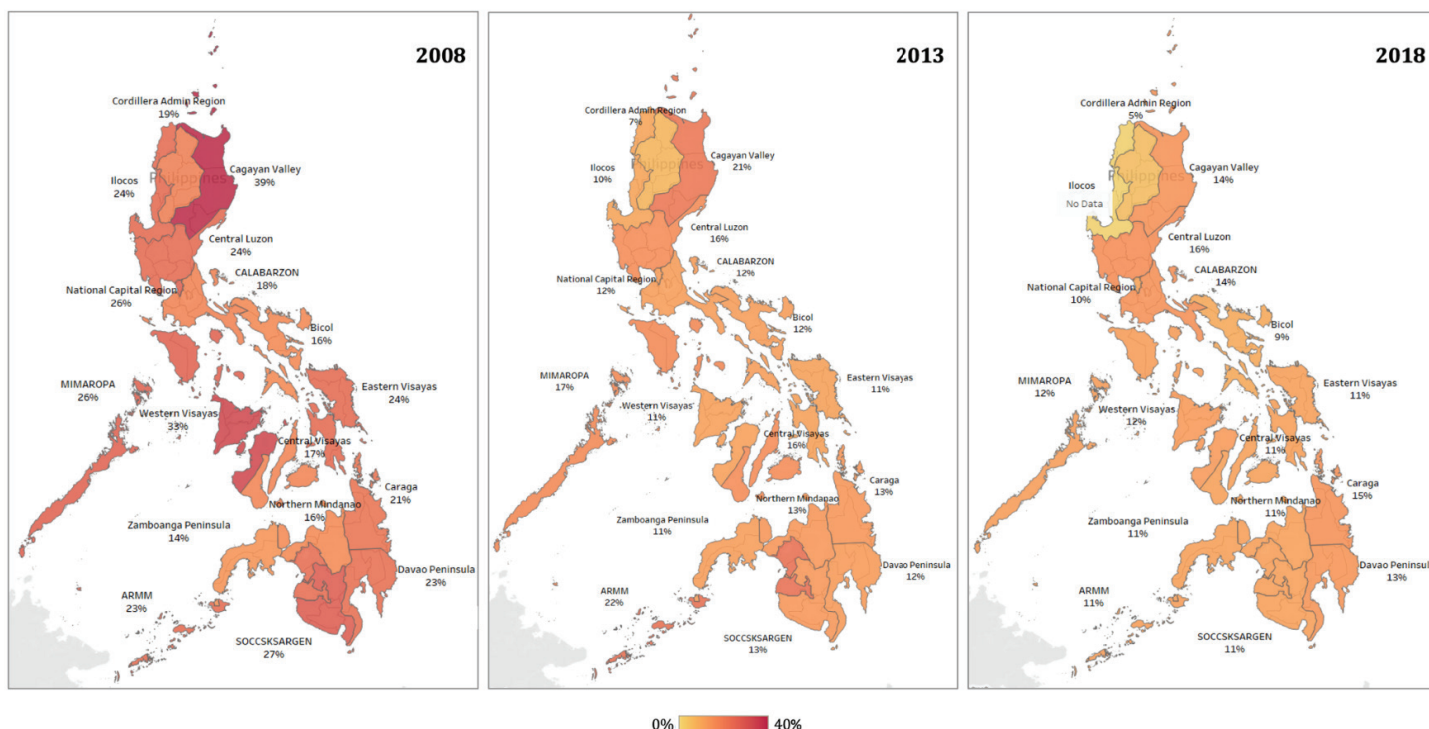 2008
Cordillera Admin Region
19%
Philippines
Cagayan Valley
39%
Ilocos
24%
Central Luzon
24%
CALABARZON
18%
National Capital Region
26%
Bicol
16%
MIMAROPA
26%
Eastern Visayas
24%
Western Visayas
33%
Central Visayas
17%
Caraga
21%
Northern Mindanao
16%
Zamboanga Peninsula
14%
Davao Peninsula
23%
ARMM
23%
SOCCSKSARGEN
27%
2013
Cordillera Admin Region
7%
Philippines
Cagayan Valley
21%
Ilocos
10%
Central Luzon
16%
CALABARZON
12%
National Capital Region
12%
Bicol
12%
MIMAROPA
17%
Eastern Visayas
11%
Western Visayas
11%
Central Visayas
16%
Caraga
13%
Northern Mindanao
13%
Zamboanga Peninsula
11%
Davao Peninsula
12%
ARMM
22%
SOCCSKSARGEN
13%
2018
Cordillera Admin Region
5%
Philippines
Cagayan Valley
14%
Ilocos
No Data
Central Luzon
16%
CALABARZON
14%
National Capital Region
10%
Bicol
9%
MIMAROPA
12%
Eastern Visayas
11%
Western Visayas
12%
Central Visayas
11%
Caraga
15%
Northern Mindanao
11%
Zamboanga Peninsula
11%
Davao Peninsula
13%
ARMM
11%
SOCCSKSARGEN
11%
0% 40%